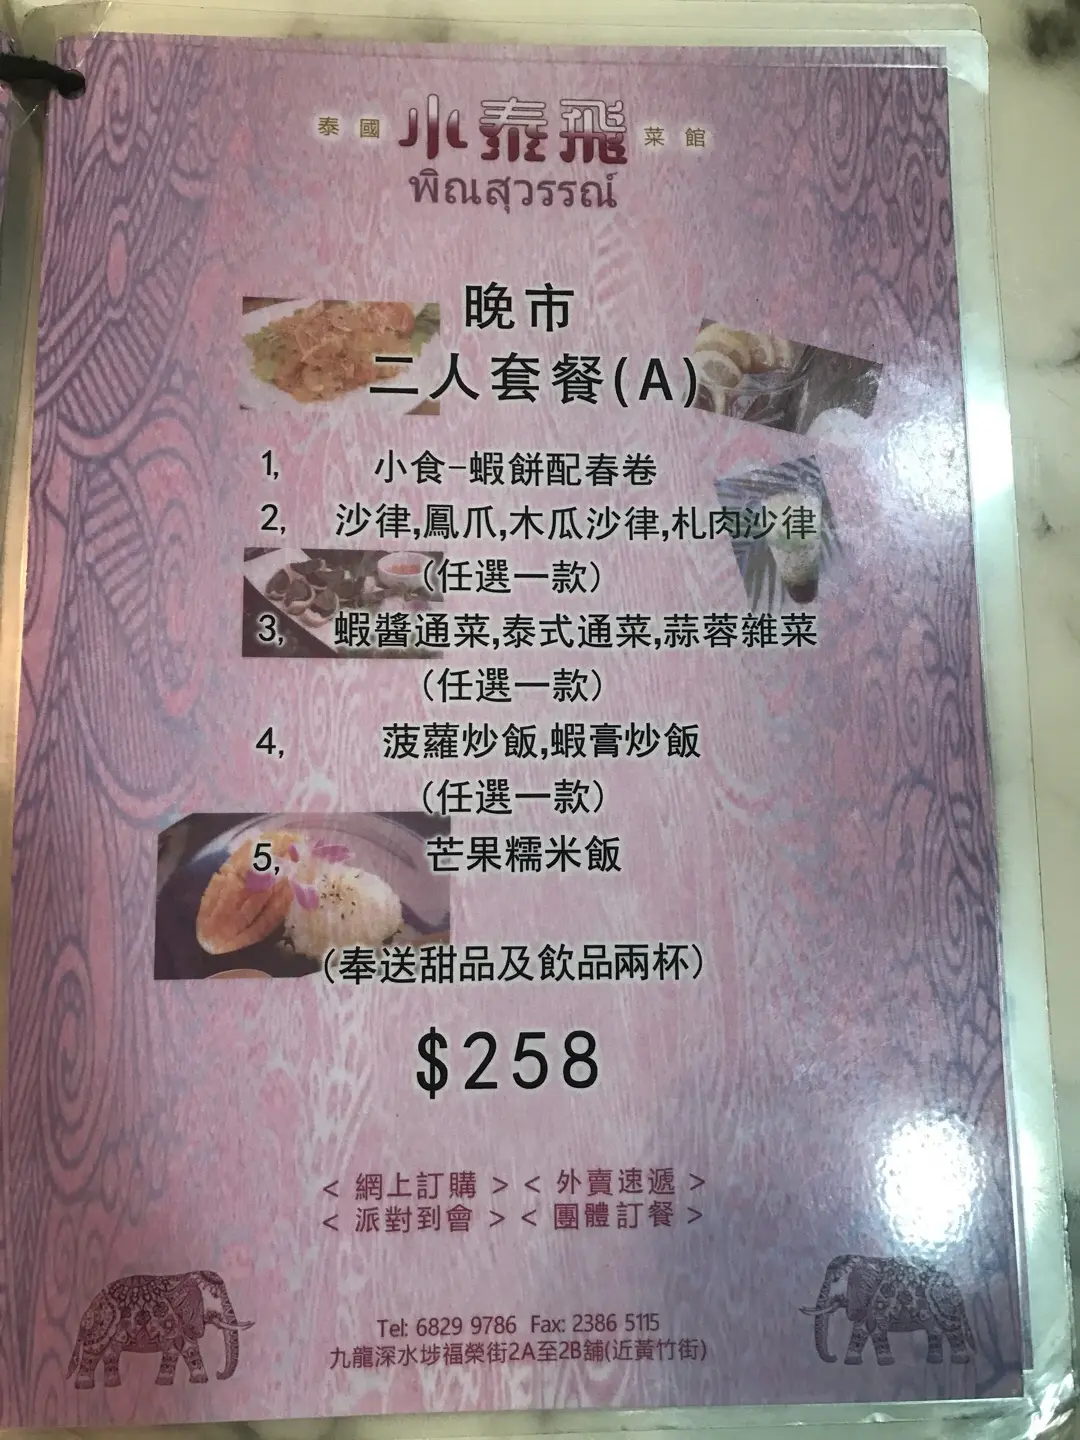 泰國 小泰飛 菜館
พิณสุวรรณ์
晚市
二人套餐(A)
1, 小食-蝦餅配春卷
2, 沙律,鳳爪,木瓜沙律,札肉沙律
(任選一款)
3, 蝦醬通菜,泰式通菜,蒜蓉雜菜
(任選一款)
4, 菠蘿炒飯,蝦膏炒飯
(任選一款)
5, 芒果糯米飯
(奉送甜品及飲品兩杯)
$258
< 網上訂購 > < 外賣速遞 >
< 派對到會 > < 團體訂餐 >
Tel: 6829 9786 Fax: 2386 5115
九龍深水埗福榮街2A至2B舖(近黃竹街)